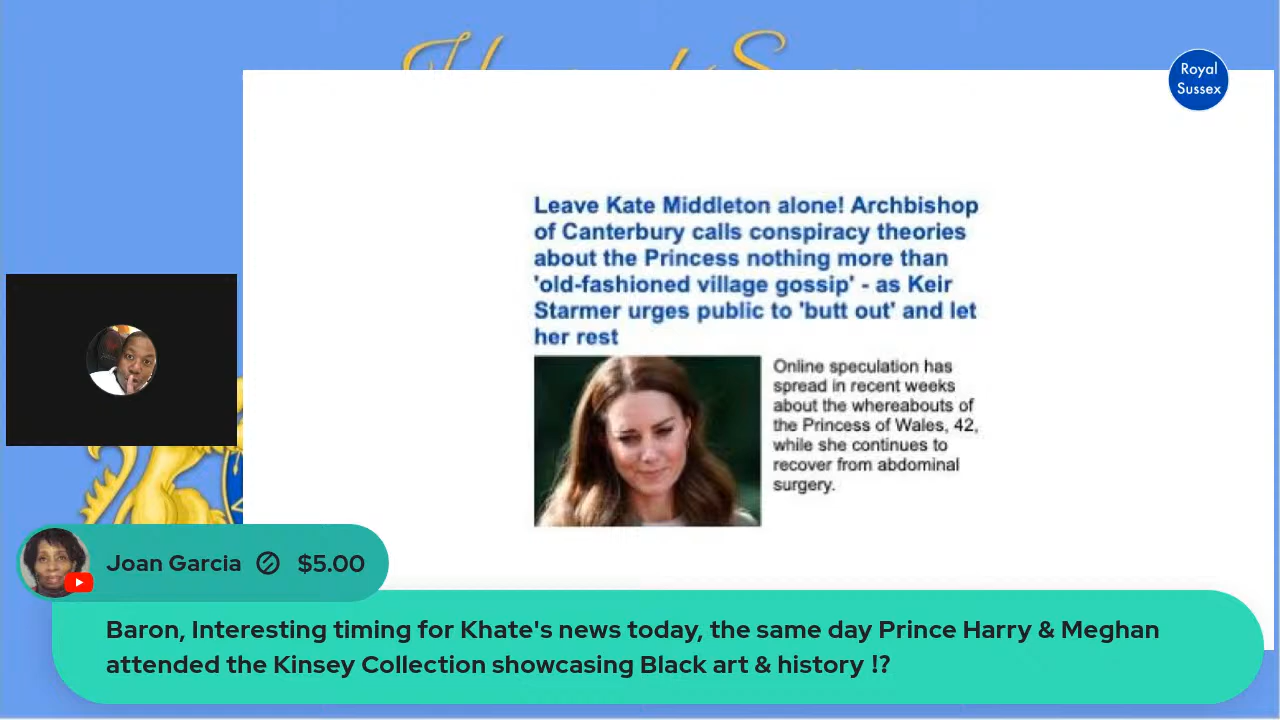 Royal
Sussex
Leave Kate Middleton alone! Archbishop
of Canterbury calls conspiracy theories
about the Princess nothing more than
'old-fashioned village gossip' - as Keir
Starmer urges public to 'butt out' and let
her rest
Online speculation has
spread in recent weeks
about the whereabouts of
the Princess of Wales, 42,
while she continues to
recover from abdominal
surgery.
Joan Garcia $5.00
Baron, Interesting timing for Khate's news today, the same day Prince Harry & Meghan
attended the Kinsey Collection showcasing Black art & history !?